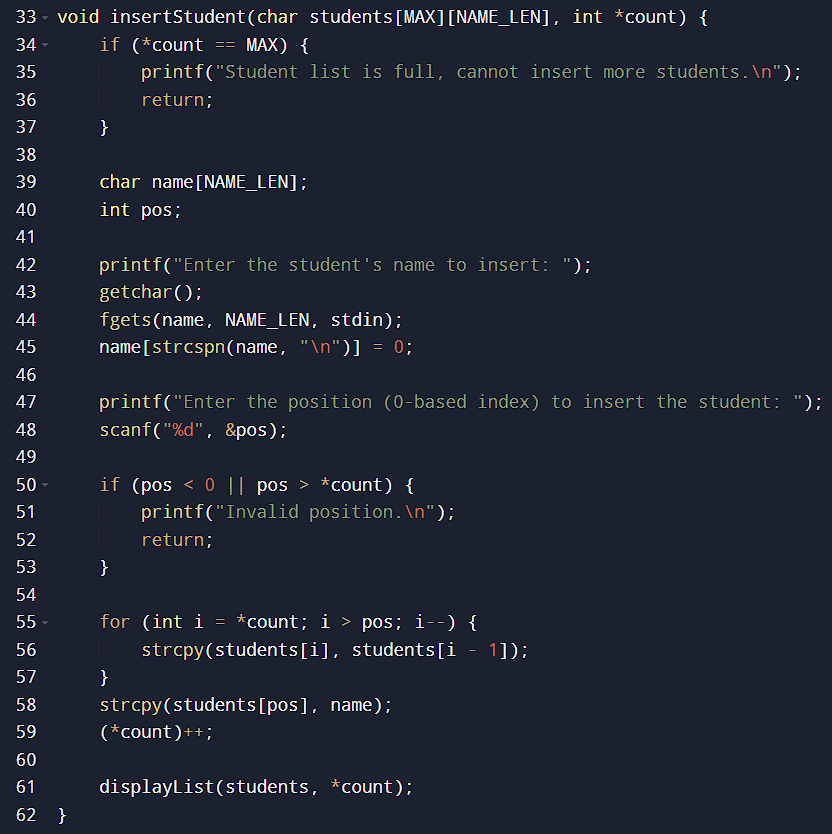 33 void insertStudent(char students[MAX][NAME_LEN], int *count) {
34     if (*count == MAX) {
35         printf("Student list is full, cannot insert more students.\n");
36         return;
37     }
38
39     char name[NAME_LEN];
40     int pos;
41
42     printf("Enter the student's name to insert: ");
43     getchar();
44     fgets(name, NAME_LEN, stdin);
45     name[strcspn(name, "\n")] = 0;
46
47     printf("Enter the position (0-based index) to insert the student: ");
48     scanf("%d", &pos);
49
50     if (pos < 0 || pos > *count) {
51         printf("Invalid position.\n");
52         return;
53     }
54
55     for (int i = *count; i > pos; i--) {
56         strcpy(students[i], students[i - 1]);
57     }
58     strcpy(students[pos], name);
59     (*count)++;
60
61     displayList(students, *count);
62 }